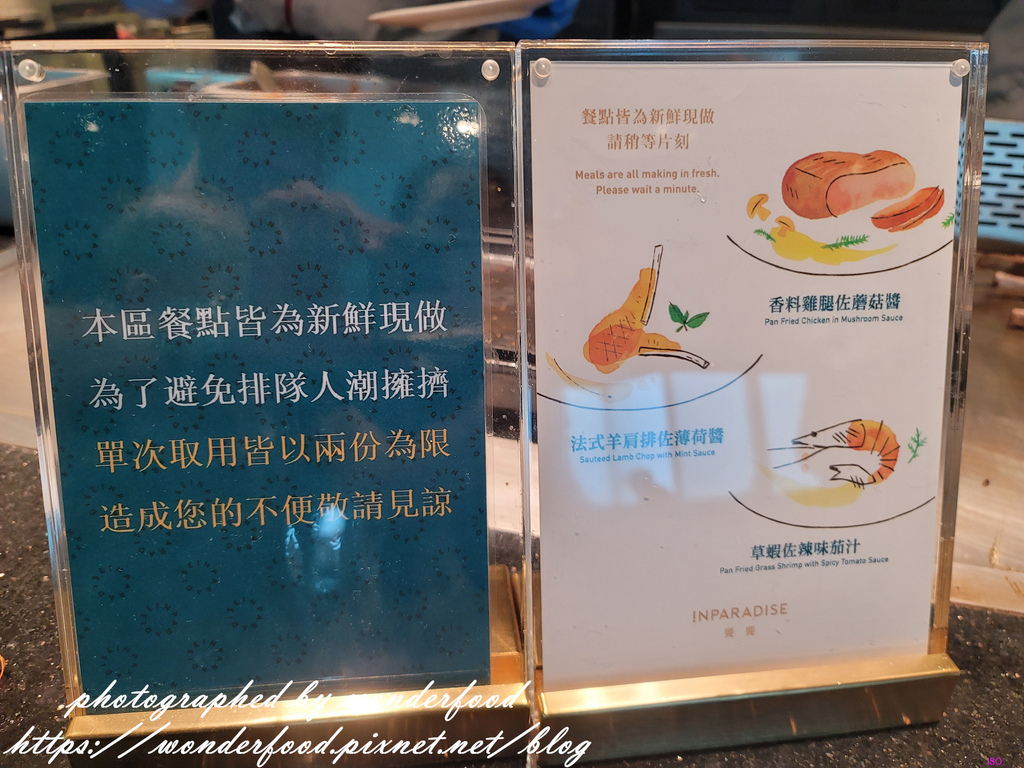 本區餐點皆為新鮮現做
為了避免排隊人潮擁擠
單次取用皆以兩份為限
造成您的不便敬請見諒
餐點皆為新鮮現做
請稍等片刻
Meals are all making in fresh.
Please wait a minute.
香料雞腿佐蘑菇醬
Pan Fried Chicken in Mushroom Sauce
法式羊肩排佐薄荷醬
Sauteed Lamb Chop with Mint Sauce
草蝦佐辣味茄汁
Pan Fried Grass Shrimp with Spicy Tomato Sauce
INPARADISE
饗饗
.photographed by wonderfood
https://wonderfood.pixnet.net/blog
180